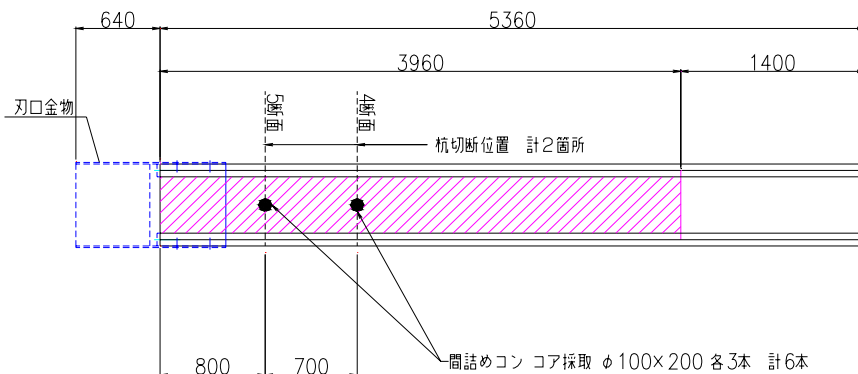 640
5360
3960
1400
刃口金物
5断面
4断面
杭切断位置 計2箇所
800
700
間詰めコン コア採取 φ100×200 各3本 計6本